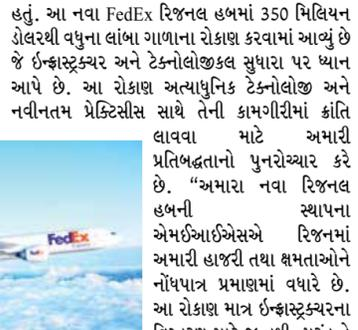 હતું. આ નવા FedEx રિજનલ હબમાં 350 મિલિયન
ડોલરથી વધુના લાંબા ગાળાના રોકાણ કરવામાં આવ્યું છે
જે ઇન્ફ્રાસ્ટ્રક્ચર અને ટેક્નોલોજીકલ સુધારા પર ધ્યાન
આપે છે. આ રોકાણ અત્યાધુનિક ટેક્નોલોજી અને
નવીનતમ પ્રેક્ટિસીસ સાથે તેની કામગીરીમાં ક્રાંતિ
લાવવા માટે અમારી
પ્રતિબદ્ધતાનો પુનરોચ્ચાર કરે
છે. “અમારા નવા રિજનલ
હબની સ્થાપના
એમઈઆઈએસએ રિજનમાં
અમારી હાજરી તથા ક્ષમતાઓને
નોંધપાત્ર પ્રમાણમાં વધારે છે.
આ રોકાણ માત્ર ઇન્ફ્રાસ્ટ્રક્ચરના
FedEx